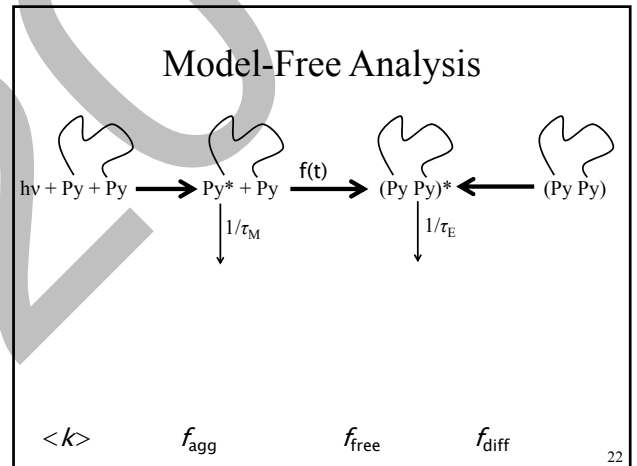 Model-Free Analysis
f(t)
hν + Py + Py Py* + Py (Py Py)* (Py Py)
1/τM 1/τE
<k> fagg ffree fdiff
22